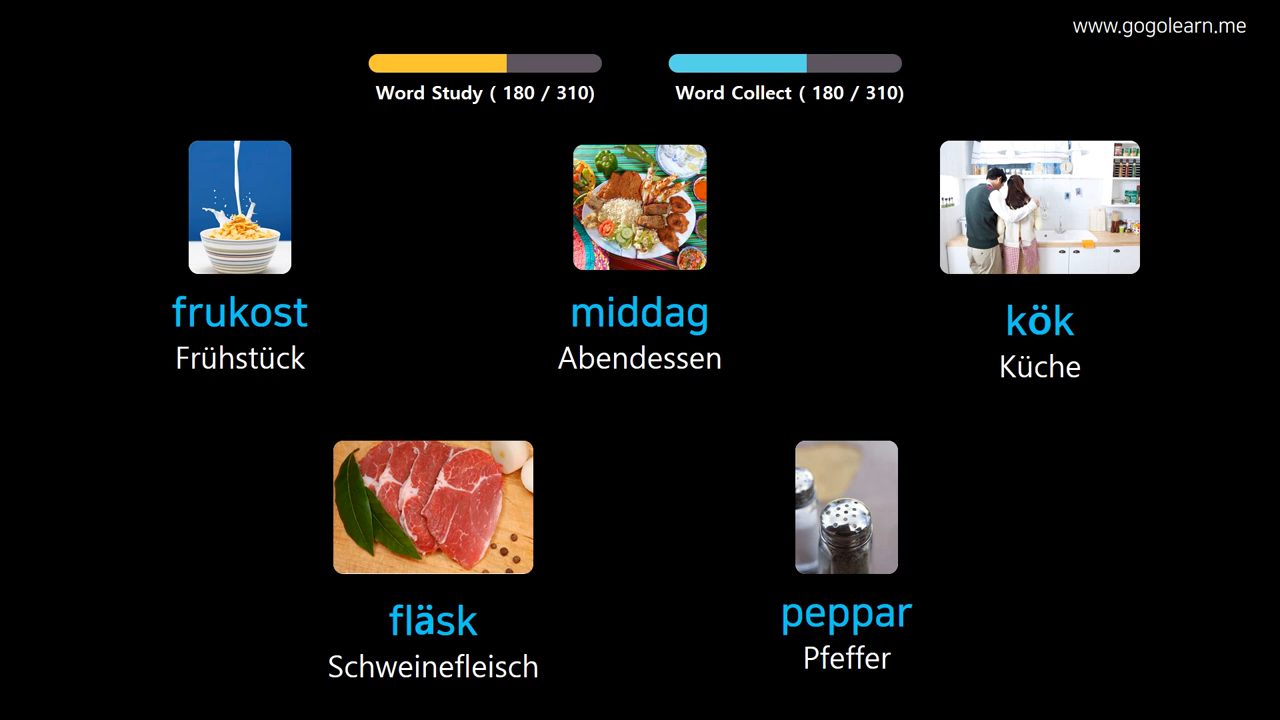 www.gogolearn.me
Word Study ( 180 / 310)
Word Collect ( 180 / 310)
frukost
Frühstück
middag
Abendessen
kök
Küche
fläsk
Schweinefleisch
peppar
Pfeffer